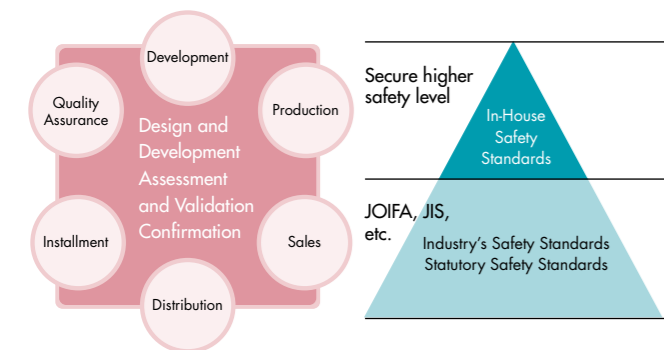 Development
Quality
Assurance
Production
Design and
Development
Assessment
and Validation
Confirmation
Installment
Sales
Distribution
Secure higher
safety level
In-House
Safety
Standards
JOIFA, JIS,
etc.
Industry's Safety Standards
Statutory Safety Standards